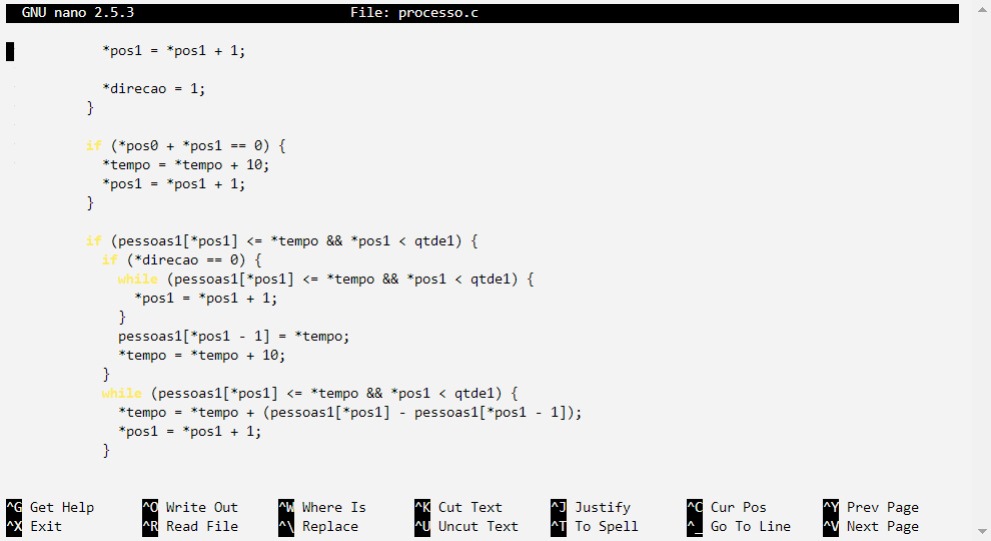 GNU nano 2.5.3 File: processo.c
*pos1 = *pos1 + 1;
*direcao = 1;
}
if (*pos0 + *pos1 == 0) {
*tempo = *tempo + 10;
*pos1 = *pos1 + 1;
}
if (pessoas1[*pos1] <= *tempo && *pos1 < qtde1) {
if (*direcao == 0) {
while (pessoas1[*pos1] <= *tempo && *pos1 < qtde1) {
*pos1 = *pos1 + 1;
}
pessoas1[*pos1 - 1] = *tempo;
*tempo = *tempo + 10;
}
while (pessoas1[*pos1] <= *tempo && *pos1 < qtde1) {
*tempo = *tempo + (pessoas1[*pos1] - pessoas1[*pos1 - 1]);
*pos1 = *pos1 + 1;
}
^G Get Help ^O Write Out ^W Where Is ^K Cut Text ^J Justify ^C Cur Pos ^Y Prev Page
^X Exit ^R Read File ^\ Replace ^U Uncut Text ^T To Spell ^_ Go To Line ^V Next Page